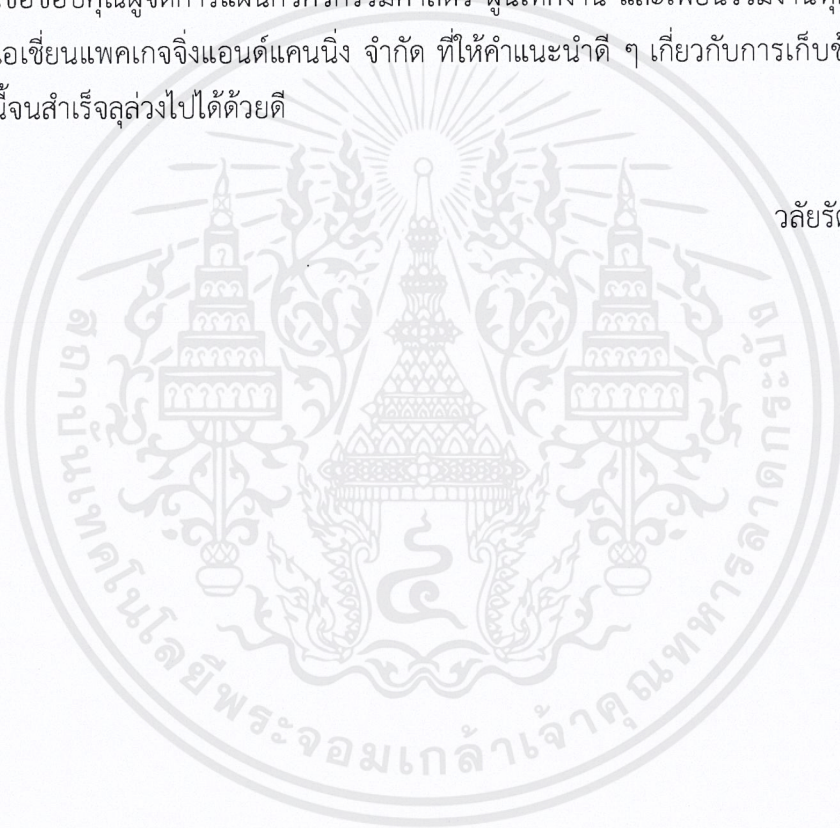 เอเชี่ยนแพคเกจจิ่งแอนด์แคนนิ่ง จำกัด ที่ให้คำแนะนำดี ๆ เกี่ยวกับการเก็บ
นี้จนสำเร็จลุล่วงไปได้ด้วยดี
สถาบันเทคโนโลยีพระจอมเกล้าเจ้าคุณทหารลาดกระบัง